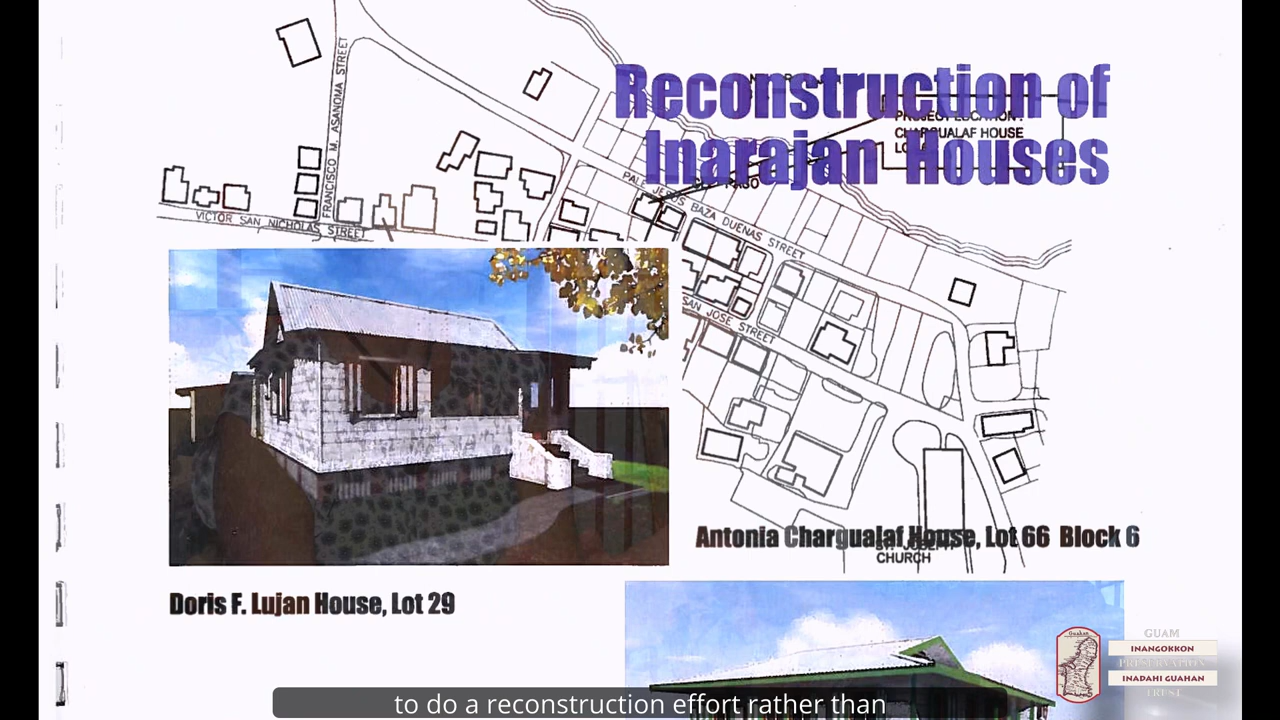 Reconstruction of
Inarajan Houses
PROJECT LOCATION:
CHARGUALAF HOUSE
FRANCISCO M. ASANOMA STREET
VICTOR SAN NICHOLAS STREET
PALE JESUS BAZA DUENAS STREET
SAN JOSE STREET
Antonia Chargualaf House, Lot 66 Block 6
CHURCH
Doris F. Lujan House, Lot 29
Guahan
GUAM
INANGOKKON
PRESERVATION
INADAHI GUAHAN
TRUST
to do a reconstruction effort rather than